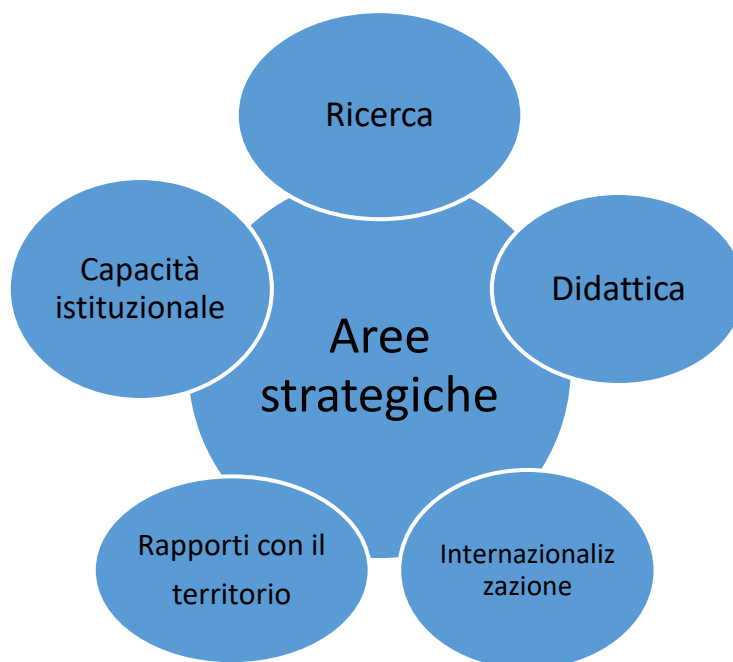 Ricerca
Capacità
istituzionale
Didattica
Aree
strategiche
Rapporti con il
territorio
Internazionaliz
zazione